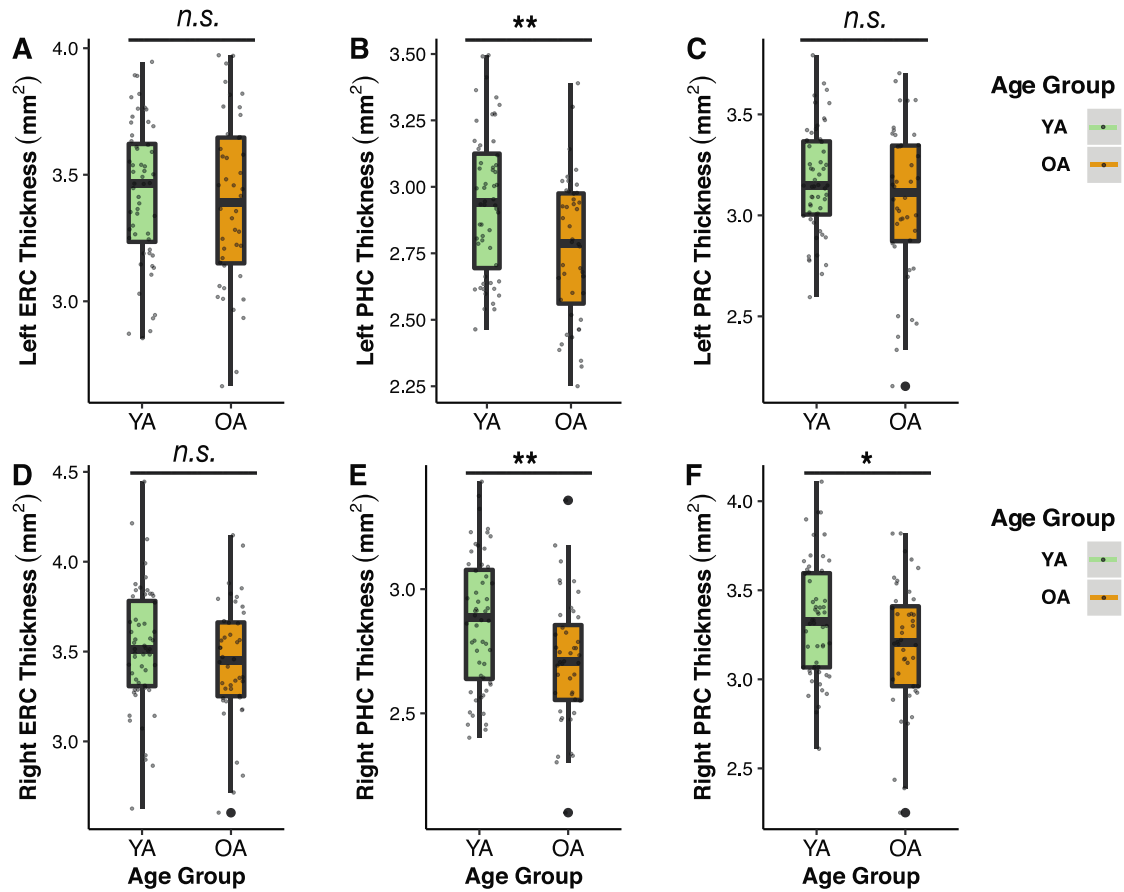 A
n.s.
Left ERC Thickness (mm²)
4.0
3.5
3.0
YA
OA
B
**
Left PHC Thickness (mm²)
3.50
3.25
3.00
2.75
2.50
2.25
YA
OA
C
n.s.
Left PRC Thickness (mm²)
3.5
3.0
2.5
YA
OA
Age Group
YA
OA
D
n.s.
Right ERC Thickness (mm²)
4.5
4.0
3.5
3.0
YA
OA
Age Group
E
**
Right PHC Thickness (mm²)
3.0
2.5
YA
OA
Age Group
F
*
Right PRC Thickness (mm²)
4.0
3.5
3.0
2.5
YA
OA
Age Group
Age Group
YA
OA